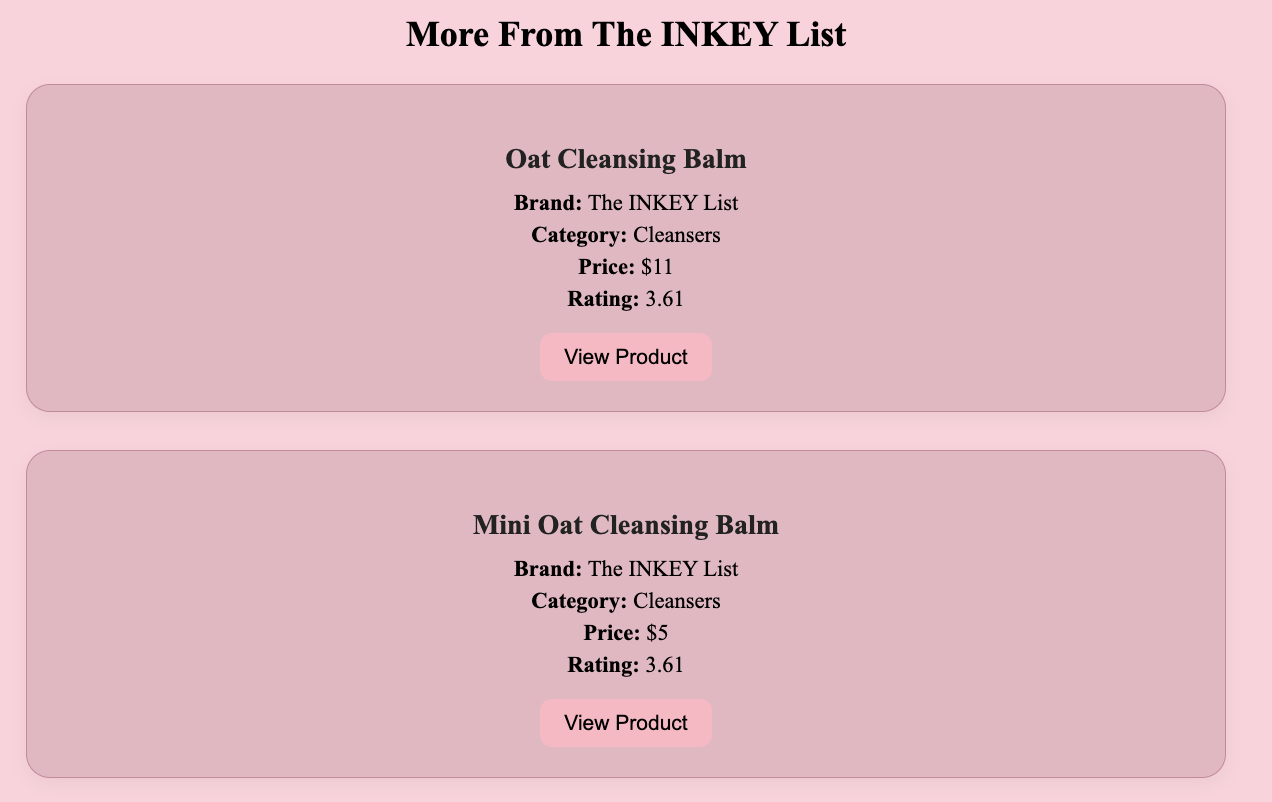 More From The INKEY List
Oat Cleansing Balm
Brand: The INKEY List
Category: Cleansers
Price: $11
Rating: 3.61
View Product
Mini Oat Cleansing Balm
Brand: The INKEY List
Category: Cleansers
Price: $5
Rating: 3.61
View Product